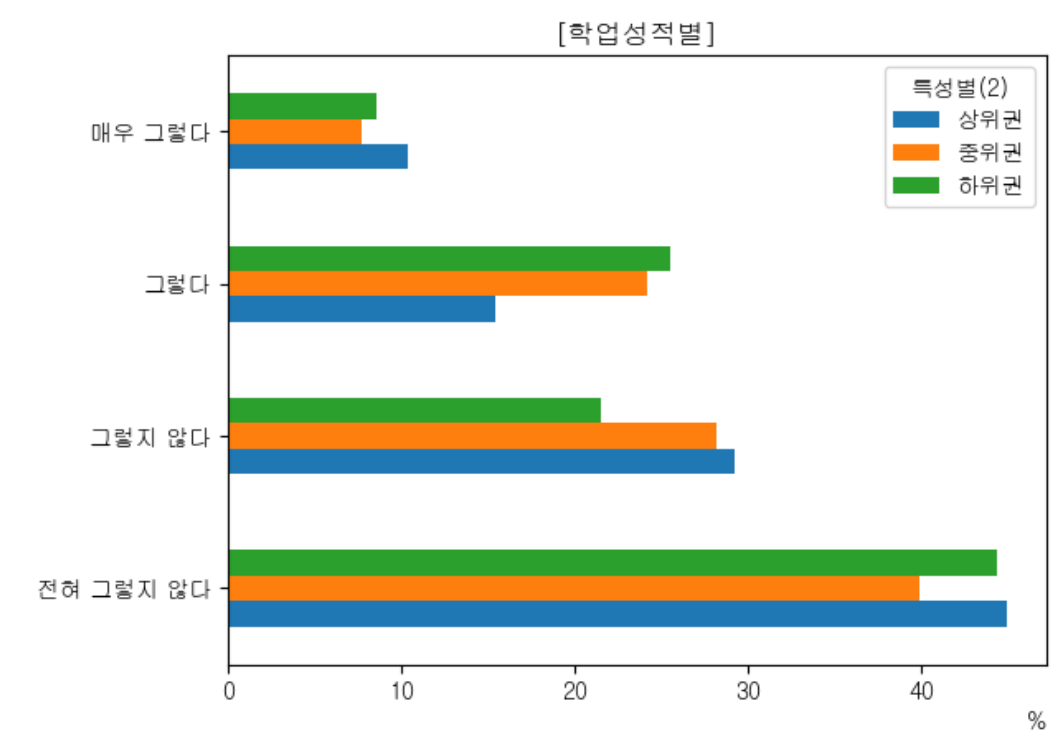 [학업성적별]
특성별(2)
상위권
중위권
하위권
매우 그렇다
그렇다
그렇지 않다
전혀 그렇지 않다
0 10 20 30 40
%